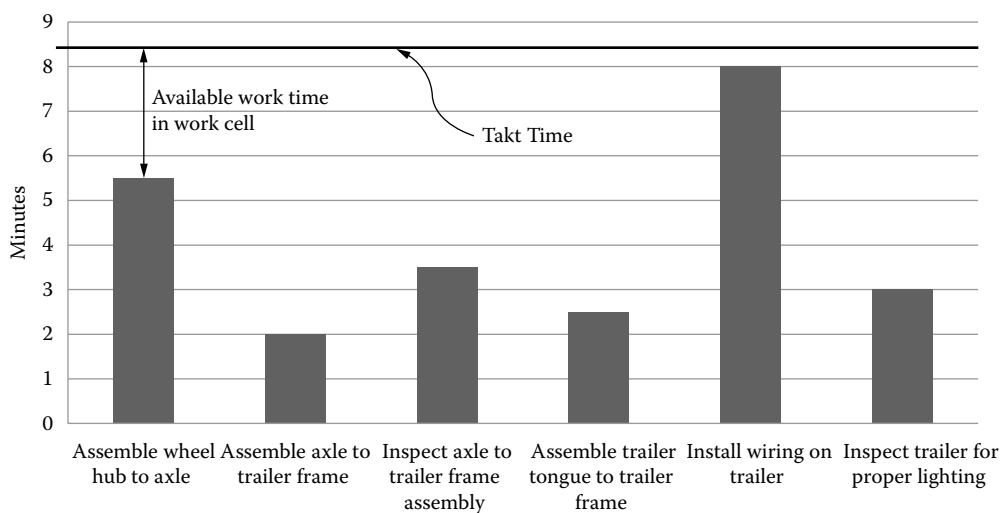 9
8
7
6
5
4
3
2
1
0
Minutes
Available work time
in work cell
Takt Time
Assemble wheel
hub to axle
Assemble axle to
trailer frame
Inspect axle to
trailer frame
assembly
Assemble trailer
tongue to trailer
frame
Install wiring on
trailer
Inspect trailer for
proper lighting